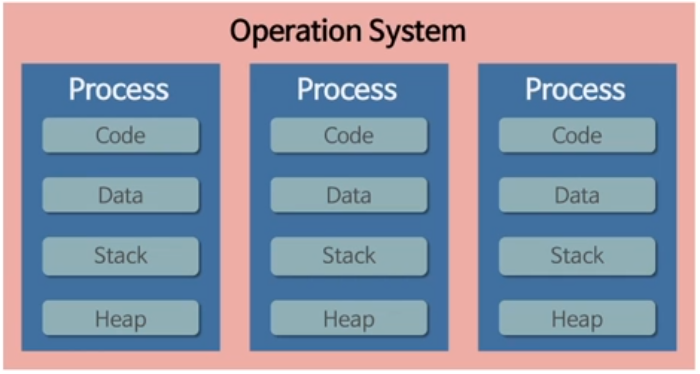 Operation System
Process
Code
Data
Stack
Heap
Process
Code
Data
Stack
Heap
Process
Code
Data
Stack
Heap